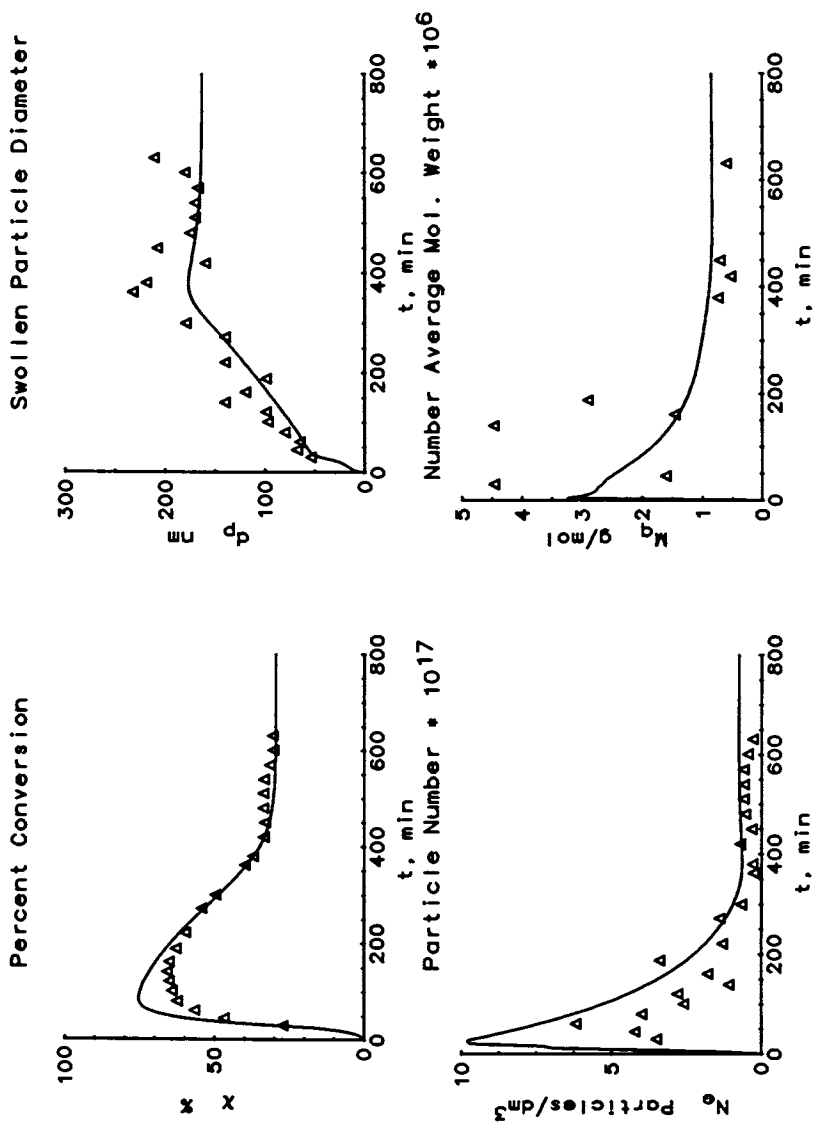 Percent Conversion
100
50
0
χ
%
0
200
400
600
800
t, min
Swollen Particle Diameter
300
200
100
0
dp
nm
0
200
400
600
800
t, min
Particle Number * 10^17
10
5
0
Ne
Particles/dm^3
0
200
400
600
800
t, min
Number Average Mol. Weight *10^6
5
4
3
2
1
0
g/mol
0
200
400
600
800
t, min